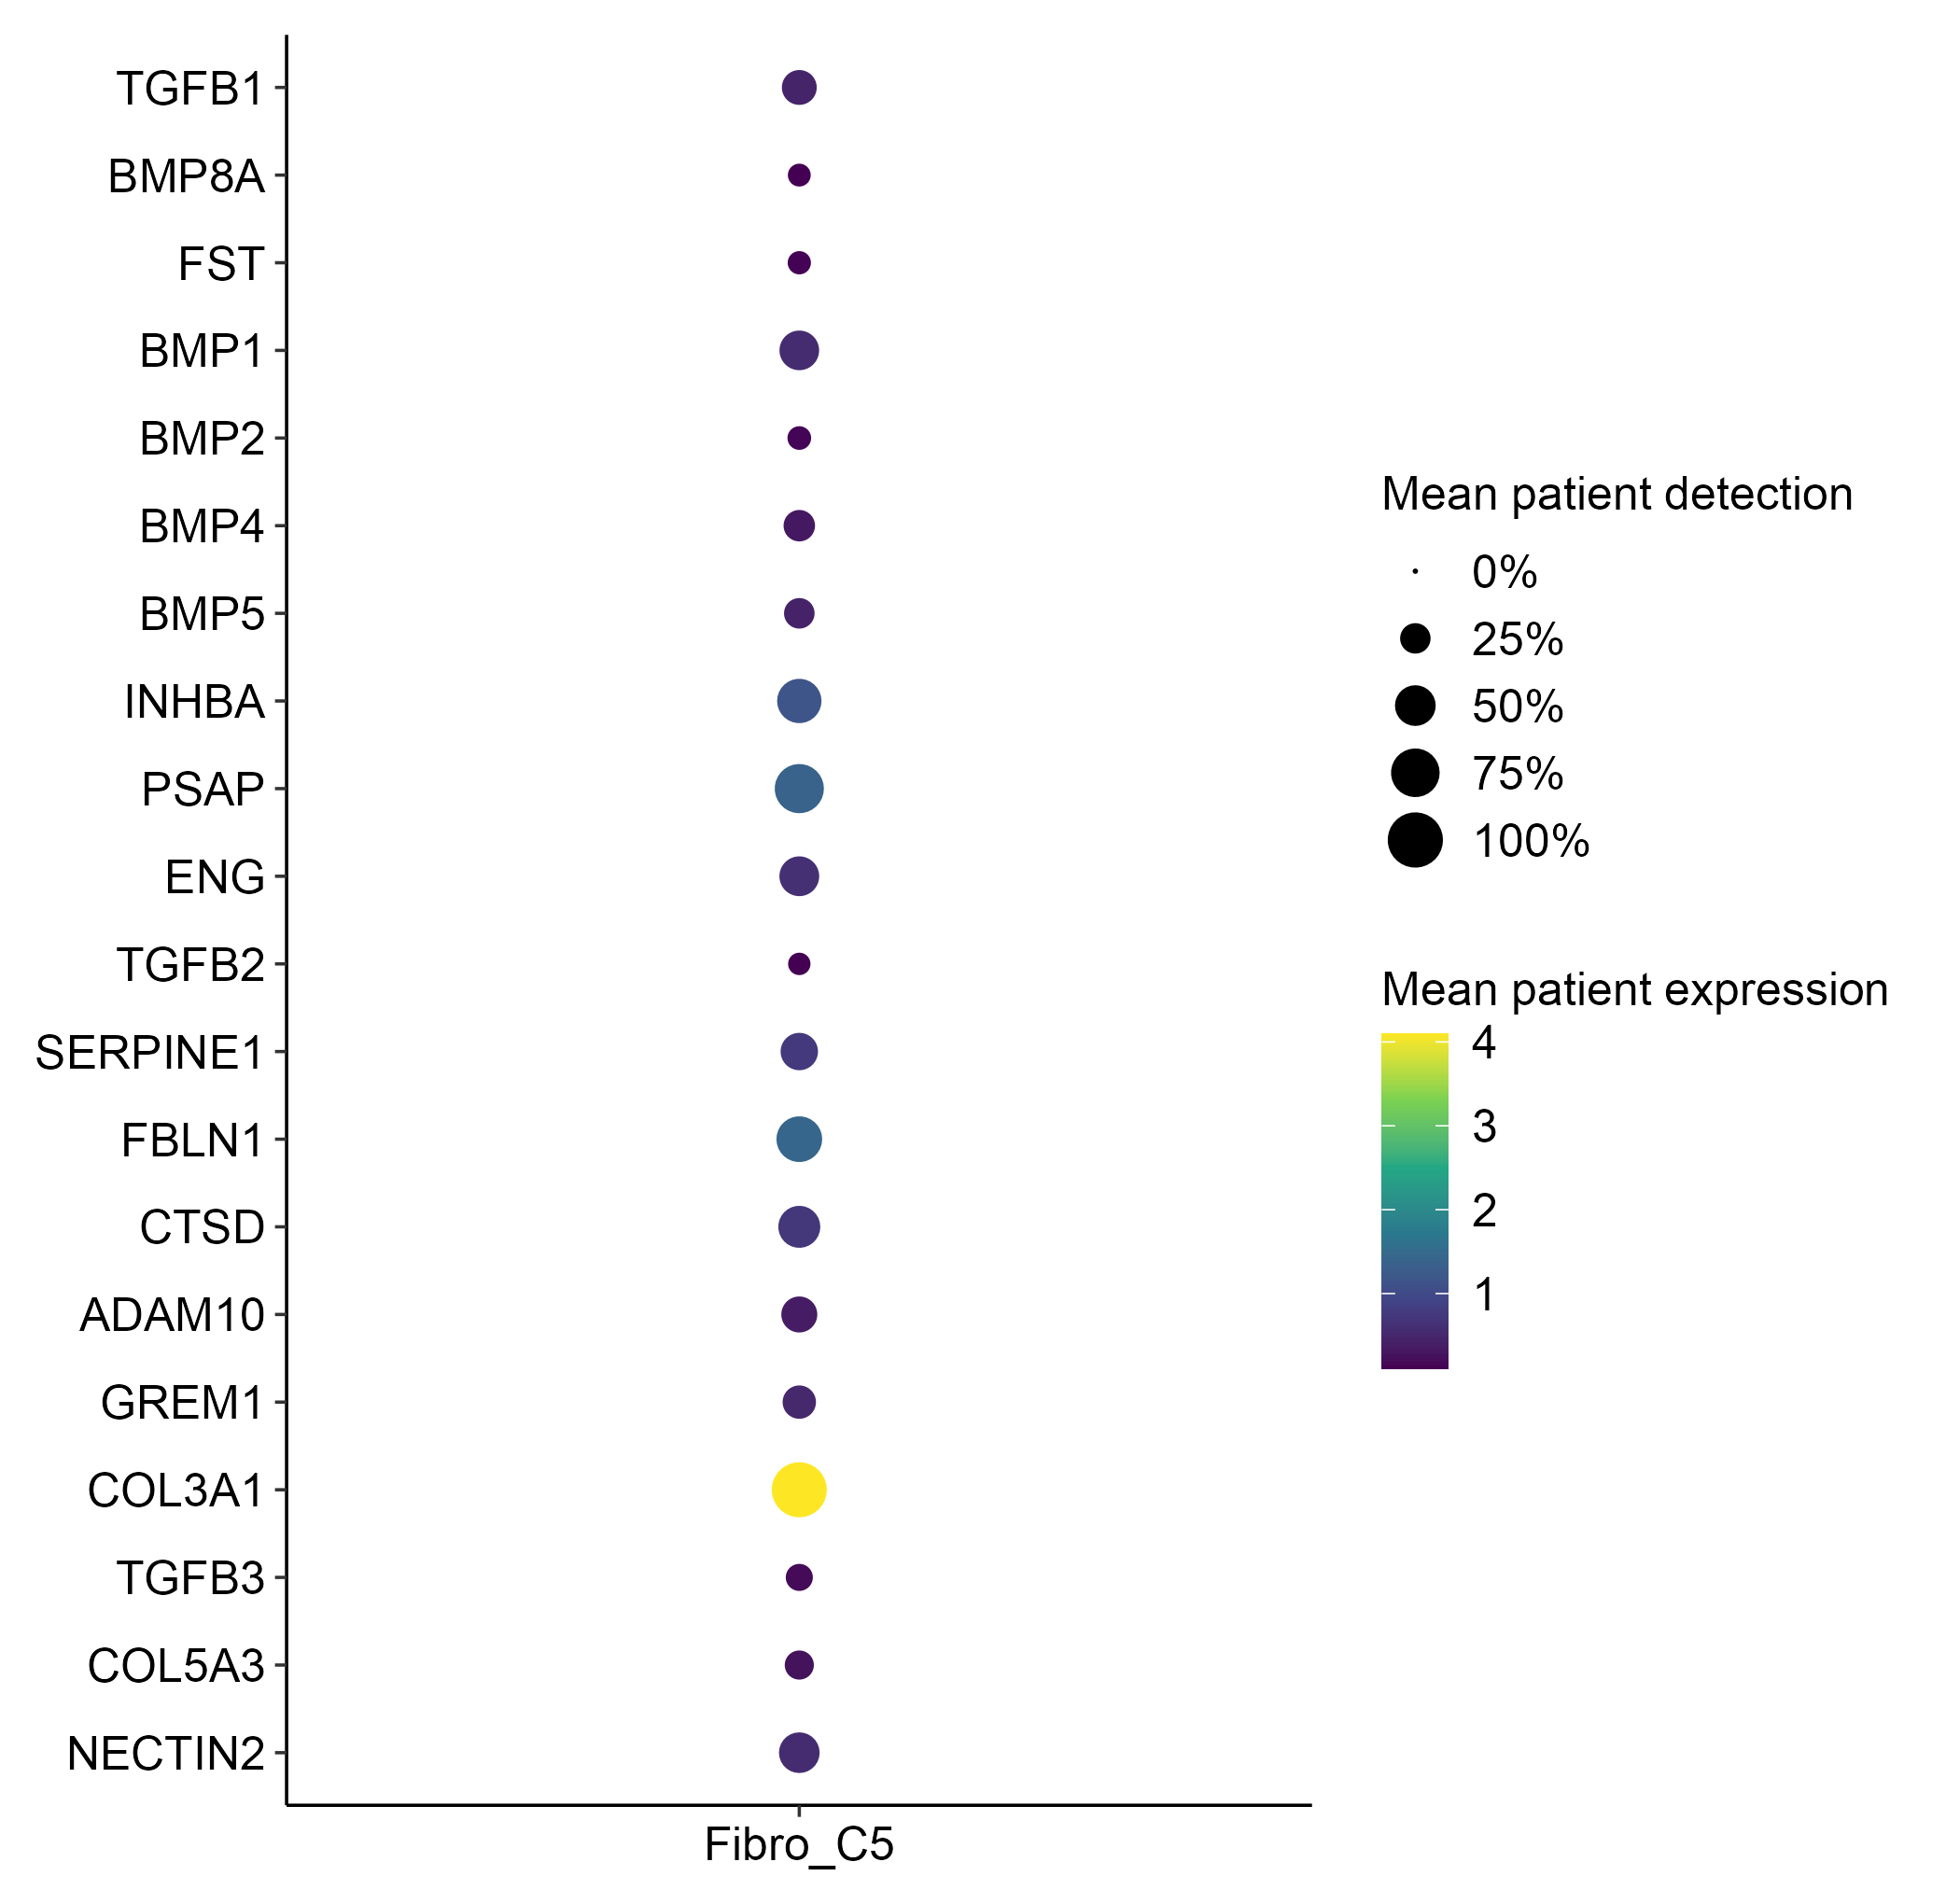 TGFB1
BMP8A
FST
BMP1
BMP2
BMP4
BMP5
INHBA
PSAP
ENG
TGFB2
SERPINE1
FBLN1
CTSD
ADAM10
GREM1
COL3A1
TGFB3
COL5A3
NECTIN2
Fibro_C5
Mean patient detection
0%
25%
50%
75%
100%
Mean patient expression
4
3
2
1